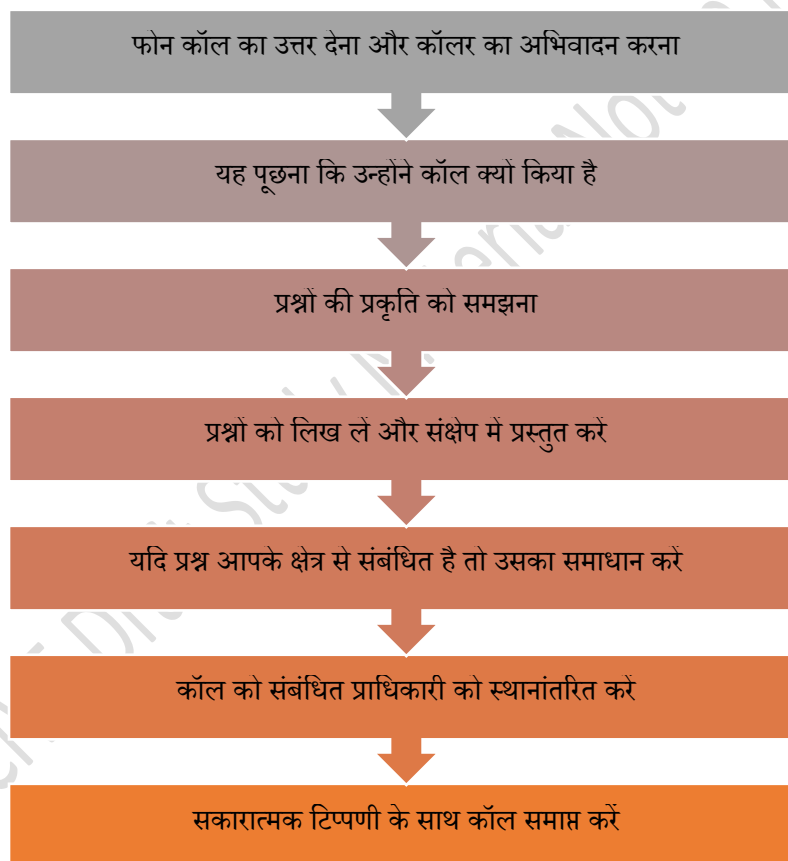 फोन कॉल का उत्तर देना और कॉलर का अभिवादन करना
यह पूछना कि उन्होंने कॉल क्यों किया है
प्रश्नों की प्रकृति को समझना
प्रश्नों को लिख लें और संक्षेप में प्रस्तुत करें
यदि प्रश्न आपके क्षेत्र से संबंधित है तो उसका समाधान करें
कॉल को संबंधित प्राधिकारी को स्थानांतरित करें
सकारात्मक टिप्पणी के साथ कॉल समाप्त करें